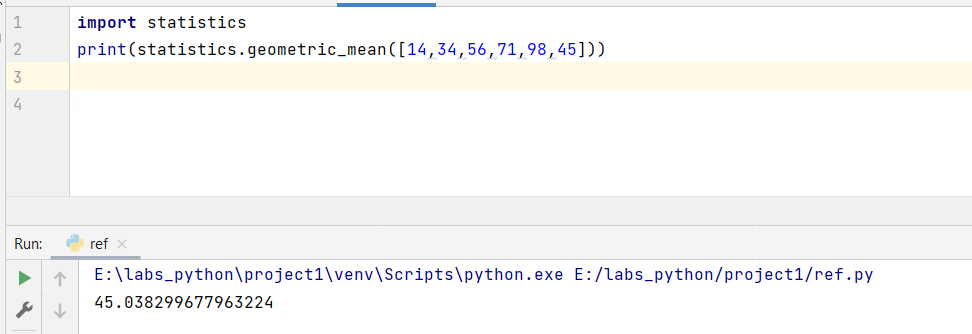 1 import statistics
2 print(statistics.geometric_mean([14,34,56,71,98,45]))
3
4
Run: ref
E:\labs_python\project1\venv\Scripts\python.exe E:/labs_python/project1/ref.py
45.038299677963224